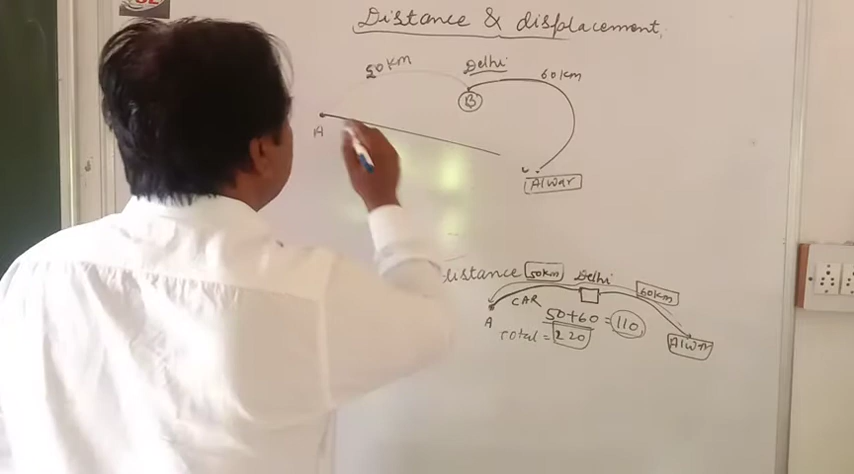 Distance & displacement
50 km
Delhi
60 km
B
A
Alwar
Distance 50km Delhi
60km
CAR
A
50+60 = 110
Total = 220
Alwar